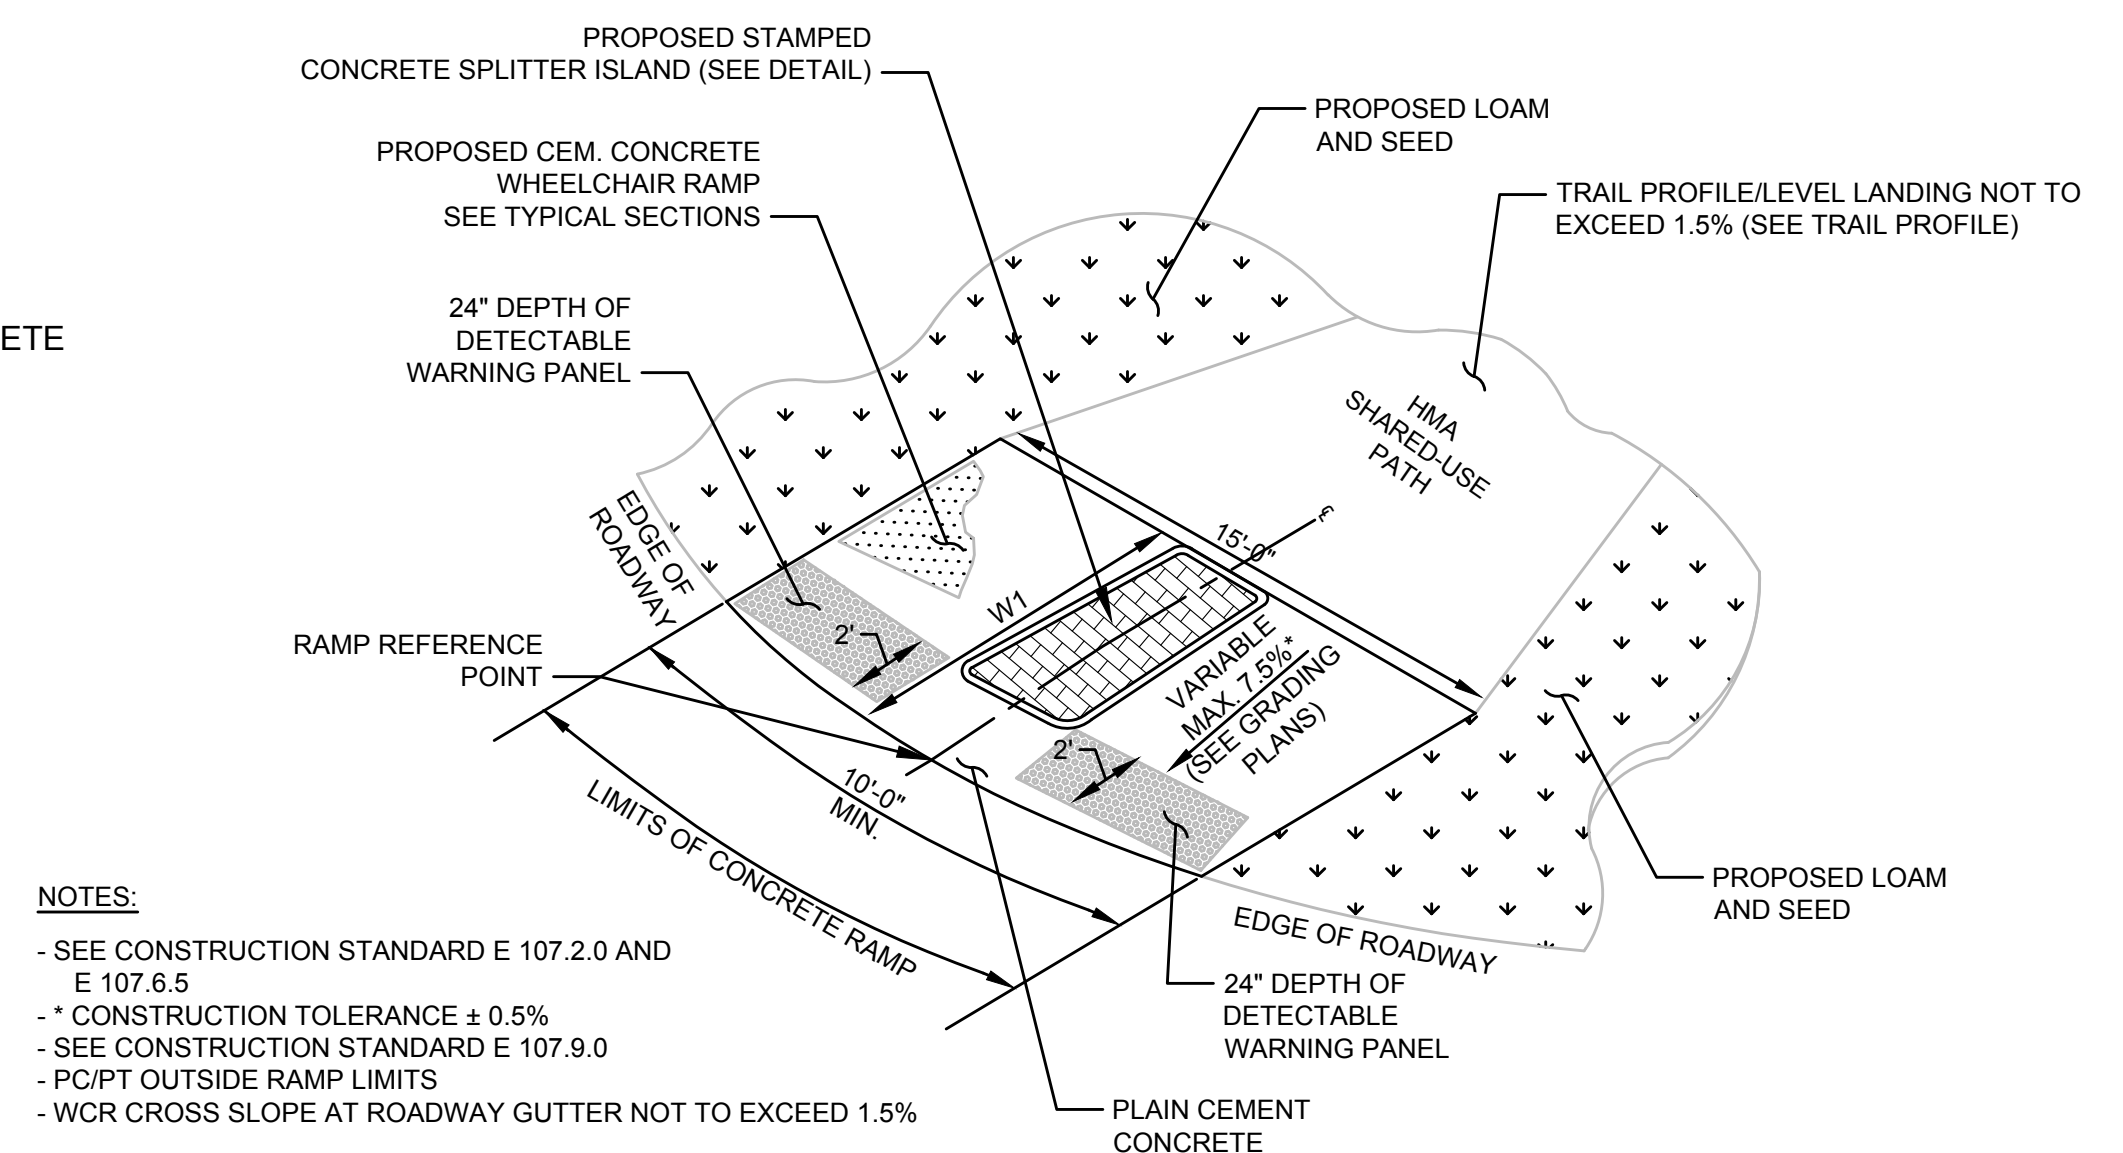 PROPOSED STAMPED
CONCRETE SPLITTER ISLAND (SEE DETAIL)
PROPOSED LOAM
AND SEED
PROPOSED CEM. CONCRETE
WHEELCHAIR RAMP
SEE TYPICAL SECTIONS
TRAIL PROFILE/LEVEL LANDING NOT TO
EXCEED 1.5% (SEE TRAIL PROFILE)
24" DEPTH OF
DETECTABLE
WARNING PANEL
ETE
HMA
SHARED-USE
PATH
EDGE OF
ROADWAY
15'-0"
W1
2'
RAMP REFERENCE
POINT
VARIABLE
MAX. 7.5%*
(SEE GRADING
PLANS)
2'
10'-0"
MIN.
LIMITS OF CONCRETE RAMP
EDGE OF ROADWAY
PROPOSED LOAM
AND SEED
24" DEPTH OF
DETECTABLE
WARNING PANEL
PLAIN CEMENT
CONCRETE
NOTES:
- SEE CONSTRUCTION STANDARD E 107.2.0 AND
E 107.6.5
- * CONSTRUCTION TOLERANCE ± 0.5%
- SEE CONSTRUCTION STANDARD E 107.9.0
- PC/PT OUTSIDE RAMP LIMITS
- WCR CROSS SLOPE AT ROADWAY GUTTER NOT TO EXCEED 1.5%